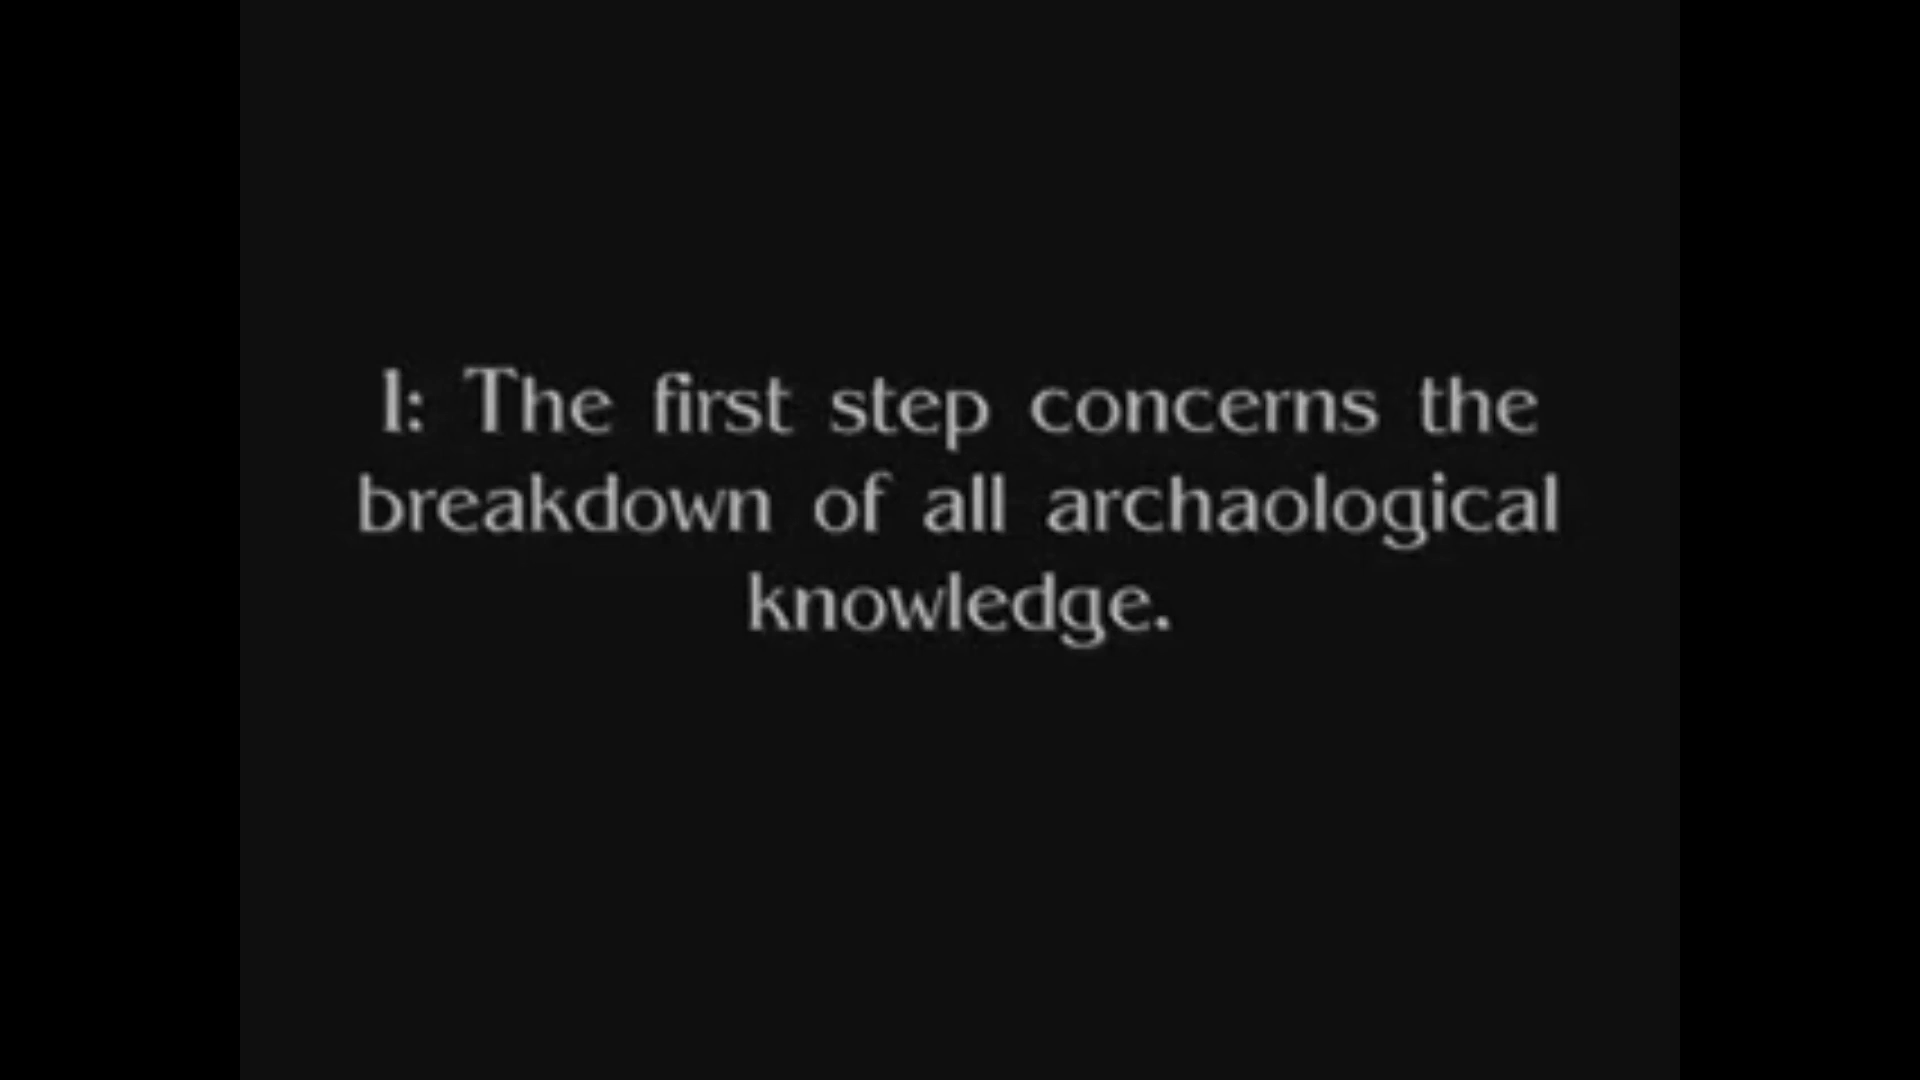 1: The first step concerns the
breakdown of all archaological
knowledge.